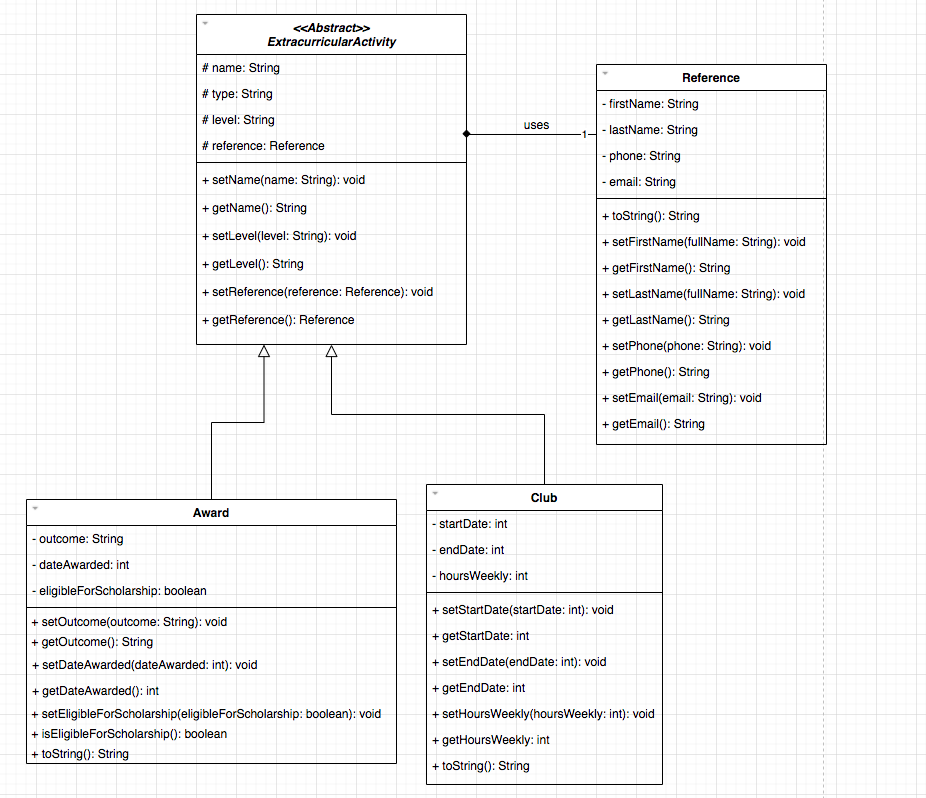 <<Abstract>>
ExtracurricularActivity
# name: String
# type: String
# level: String
# reference: Reference
+ setName(name: String): void
+ getName(): String
+ setLevel(level: String): void
+ getLevel(): String
+ setReference(reference: Reference): void
+ getReference(): Reference
uses
1
Reference
- firstName: String
- lastName: String
- phone: String
- email: String
+ toString(): String
+ setFirstName(fullName: String): void
+ getFirstName(): String
+ setLastName(fullName: String): void
+ getLastName(): String
+ setPhone(phone: String): void
+ getPhone(): String
+ setEmail(email: String): void
+ getEmail(): String
Award
- outcome: String
- dateAwarded: int
- eligibleForScholarship: boolean
+ setOutcome(outcome: String): void
+ getOutcome(): String
+ setDateAwarded(dateAwarded: int): void
+ getDateAwarded(): int
+ setEligibleForScholarship(eligibleForScholarship: boolean): void
+ isEligibleForScholarship(): boolean
+ toString(): String
Club
- startDate: int
- endDate: int
- hoursWeekly: int
+ setStartDate(startDate: int): void
+ getStartDate: int
+ setEndDate(endDate: int): void
+ getEndDate: int
+ setHoursWeekly(hoursWeekly: int): void
+ getHoursWeekly: int
+ toString(): String